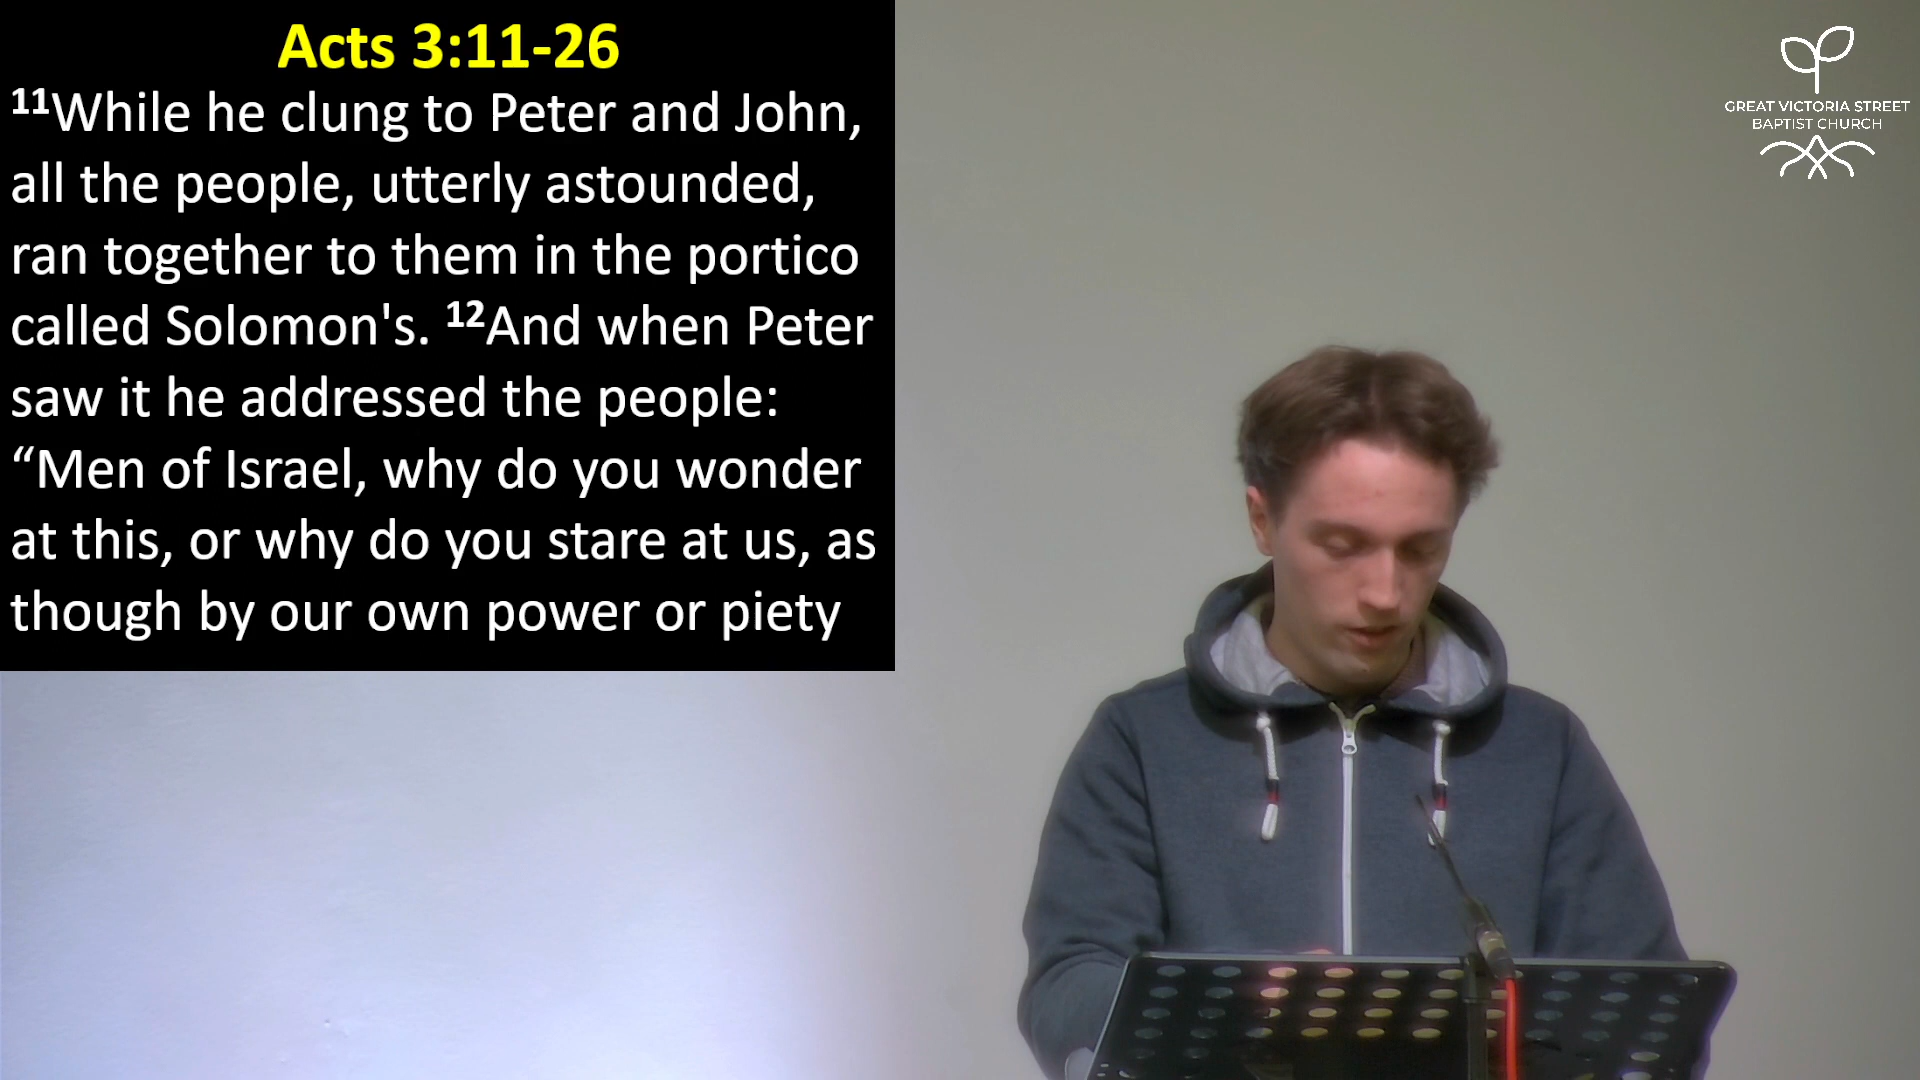 Acts 3:11-26
11While he clung to Peter and John,
all the people, utterly astounded,
ran together to them in the portico
called Solomon's. 12And when Peter
saw it he addressed the people:
“Men of Israel, why do you wonder
at this, or why do you stare at us, as
though by our own power or piety
GREAT VICTORIA STREET
BAPTIST CHURCH